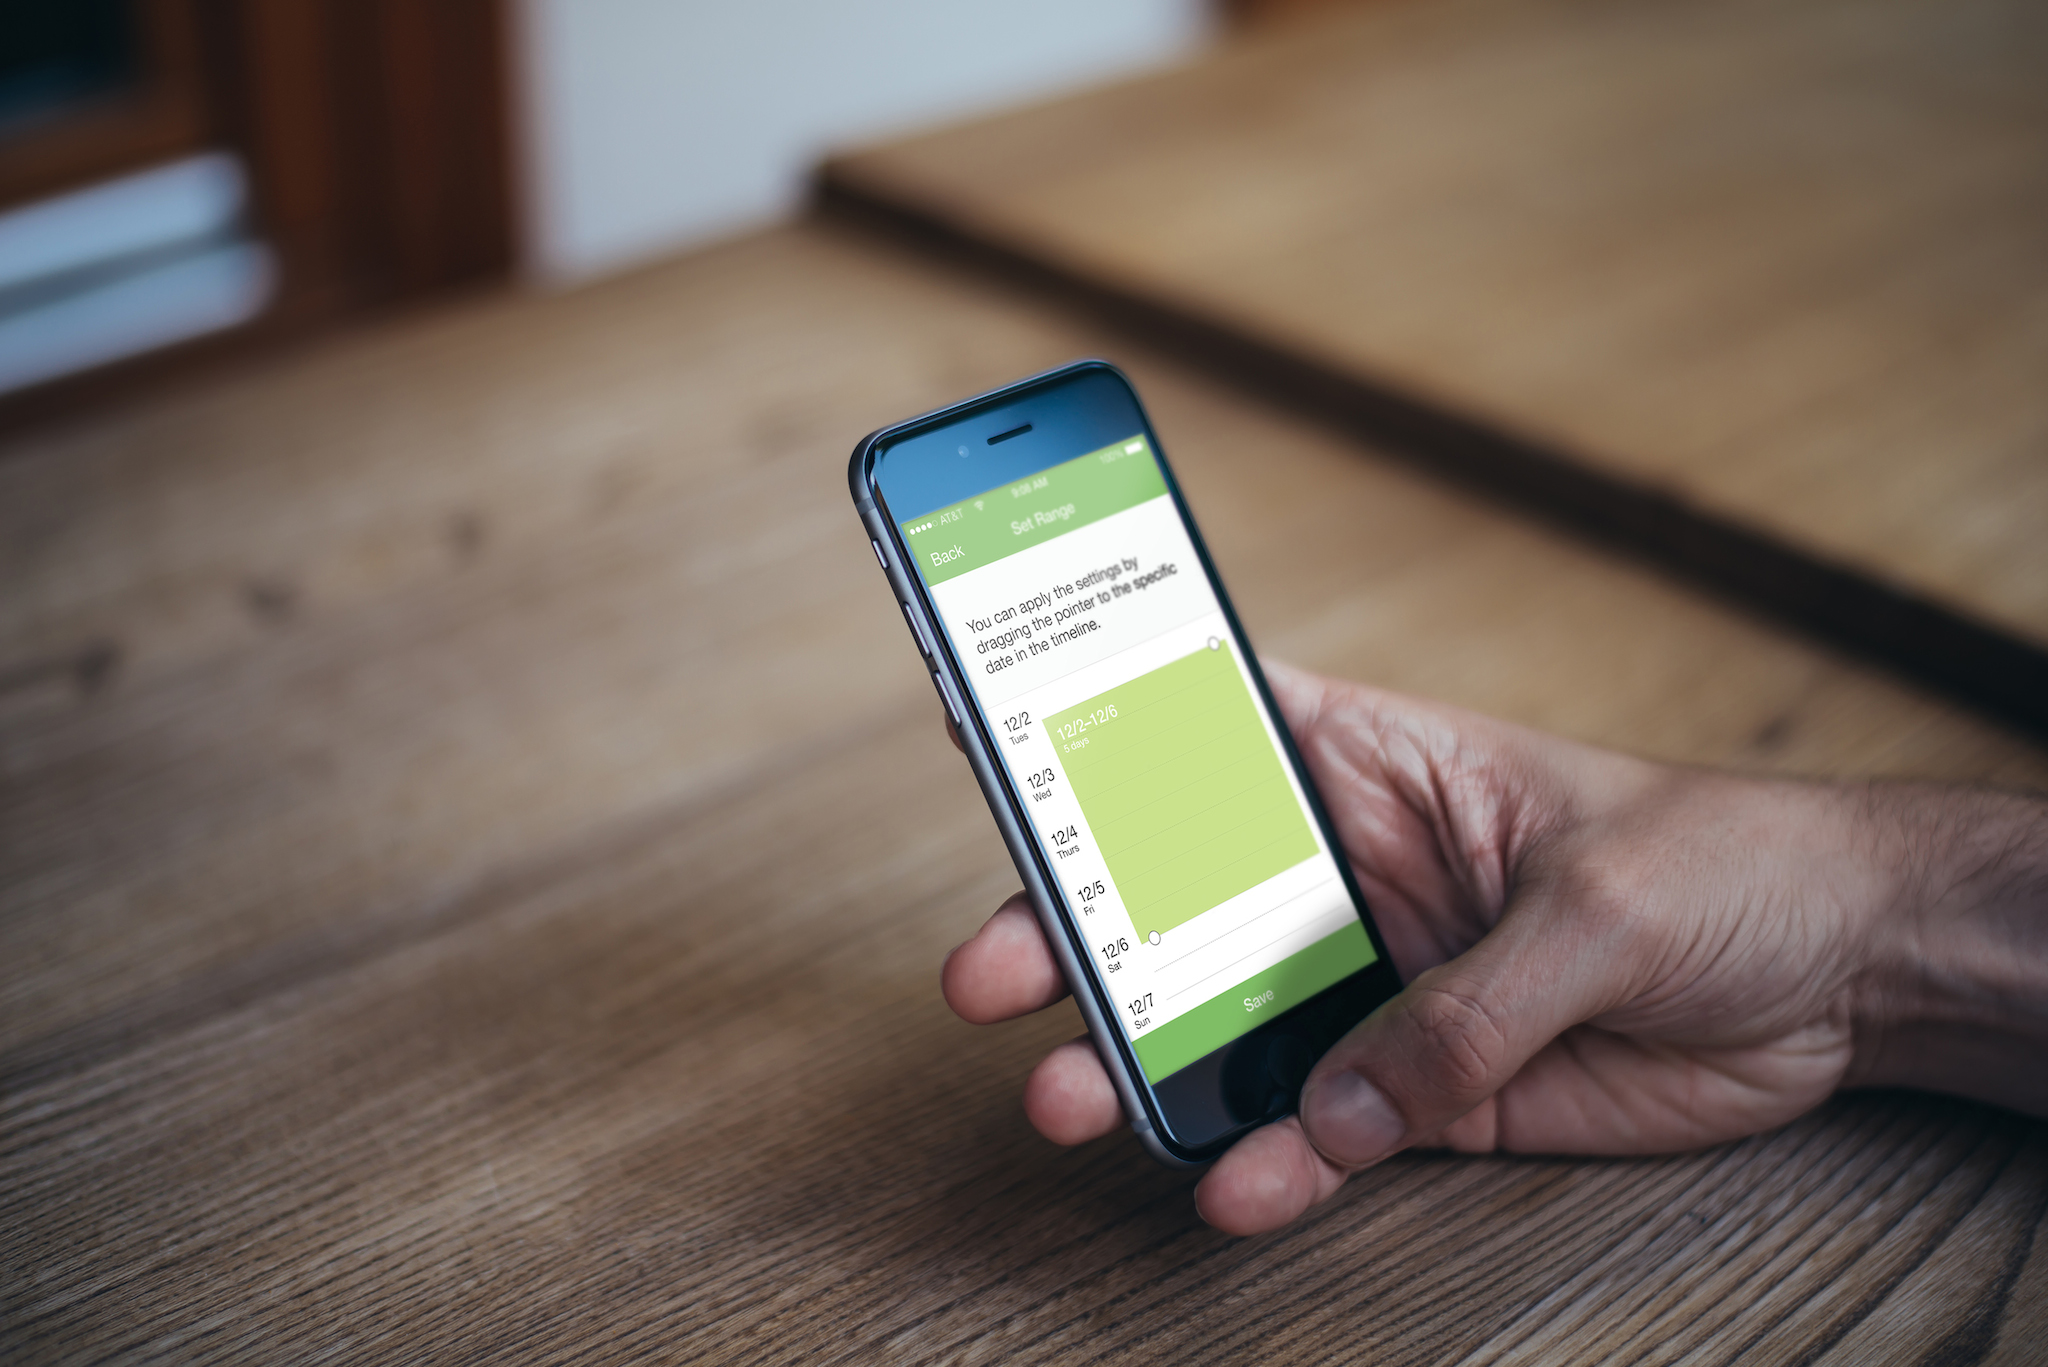 AT&T 9:08 AM 100%
Back Set Range
You can apply the settings by
dragging the pointer to the specific
date in the timeline.
12/2
Tues
12/2–12/6
5 days
12/3
Wed
12/4
Thurs
12/5
Fri
12/6
Sat
12/7
Sun
Save